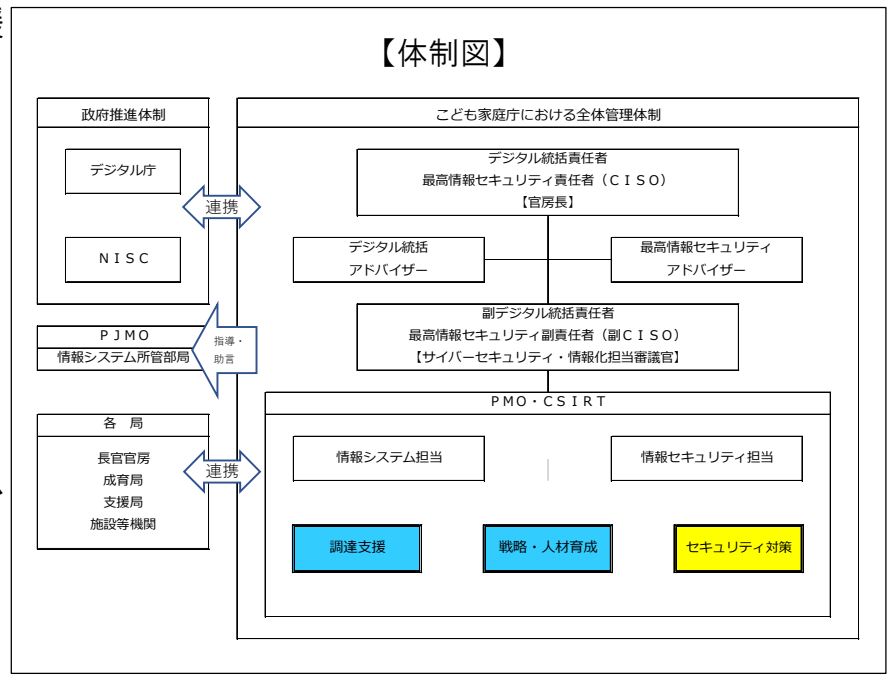 【体制図】
政府推進体制
デジタル庁
ＮＩＳＣ
連携
ＰＪＭＯ
情報システム所管部局
指導・
助言
各　局
長官官房
成育局
支援局
施設等機関
連携
こども家庭庁における全体管理体制
デジタル統括責任者
最高情報セキュリティ責任者（ＣＩＳＯ）
【官房長】
デジタル統括
アドバイザー
最高情報セキュリティ
アドバイザー
副デジタル統括責任者
最高情報セキュリティ副責任者（副ＣＩＳＯ）
【サイバーセキュリティ・情報化担当審議官】
ＰＭＯ・ＣＳＩＲＴ
情報システム担当
情報セキュリティ担当
調達支援
戦略・人材育成
セキュリティ対策